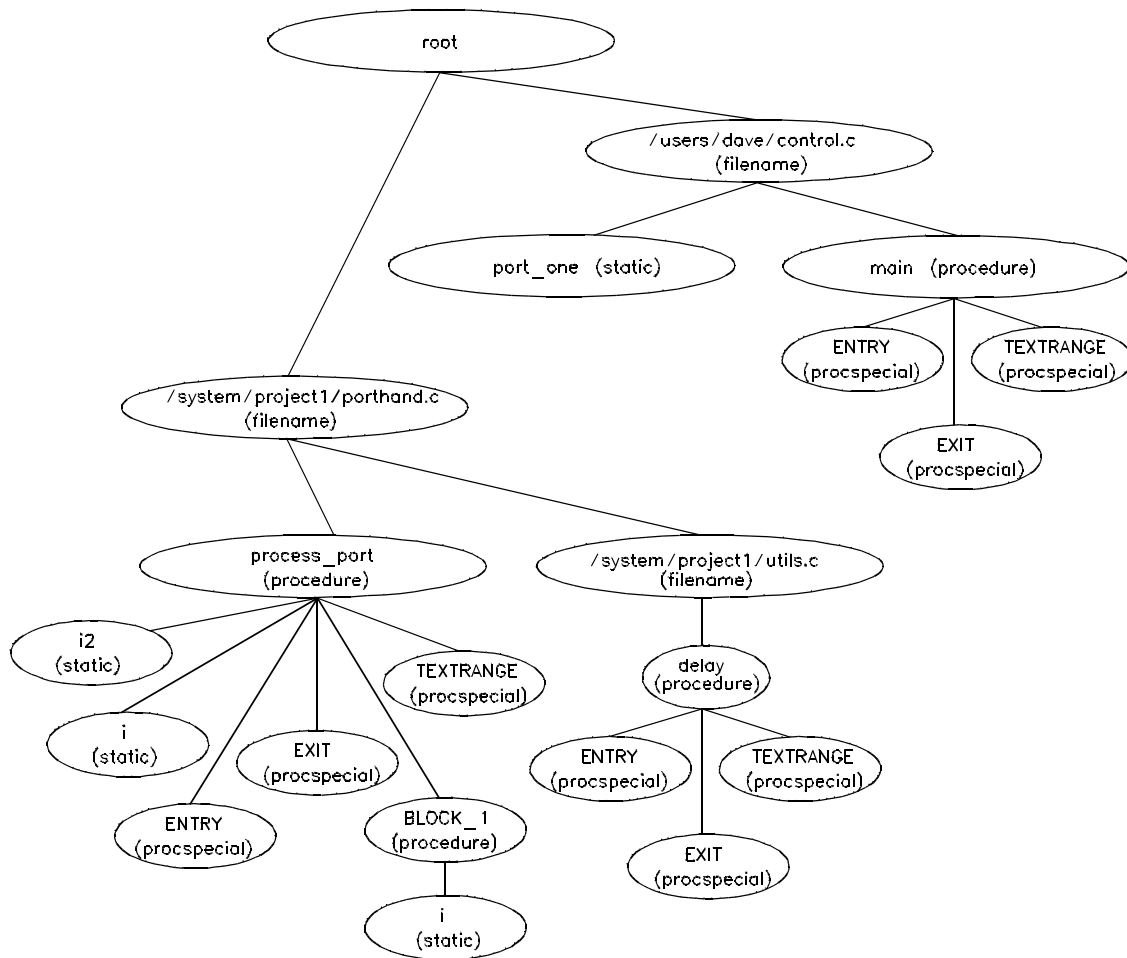 root
/users/dave/control.c
(filename)
port_one (static)
main (procedure)
ENTRY
(procspecial)
TEXTRANGE
(procspecial)
EXIT
(procspecial)
/system/project1/porthand.c
(filename)
process_port
(procedure)
/system/project1/utils.c
(filename)
i2
(static)
TEXTRANGE
(procspecial)
delay
(procedure)
i
(static)
EXIT
(procspecial)
ENTRY
(procspecial)
TEXTRANGE
(procspecial)
ENTRY
(procspecial)
BLOCK_1
(procedure)
EXIT
(procspecial)
i
(static)